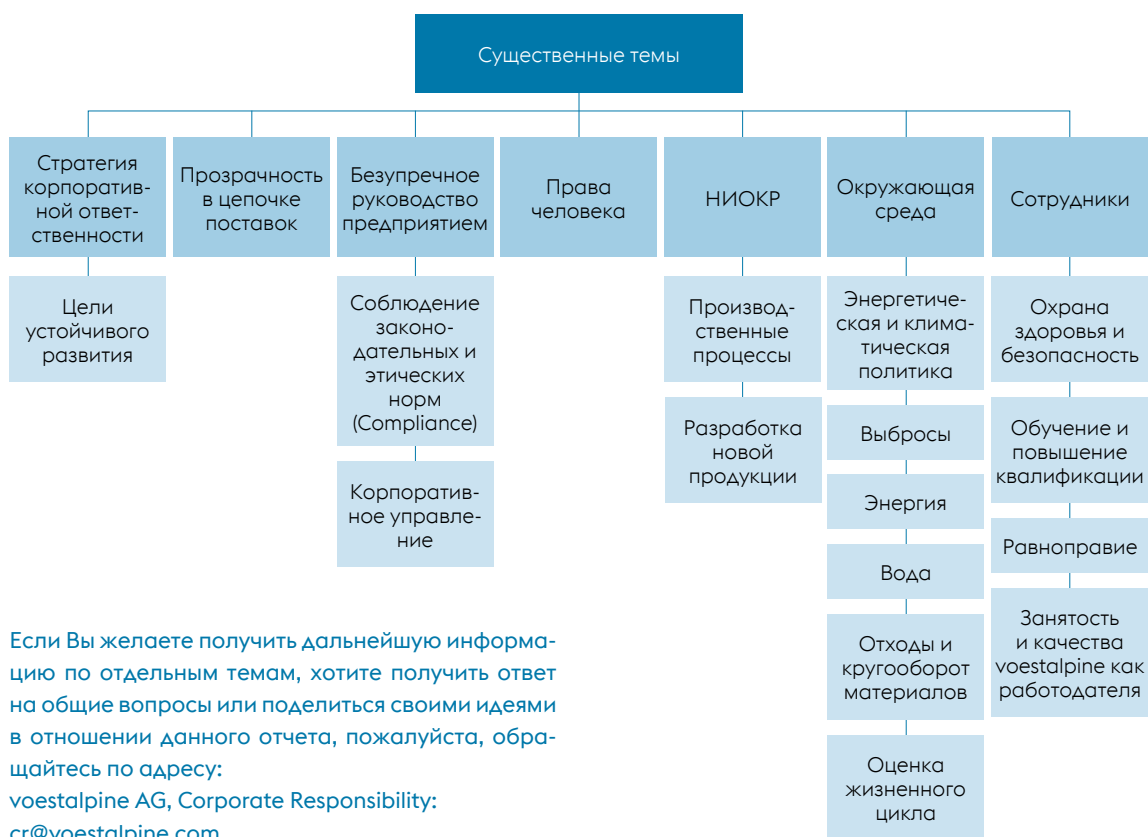 Существенные темы
Стратегия
корпоратив-
ной ответ-
ственности
Прозрачность
в цепочке
поставок
Безупречное
руководство
предприятием
Права
человека
НИОКР
Окружающая
среда
Сотрудники
Цели
устойчивого
развития
Соблюдение
законо-
дательных и
этических
норм
(Compliance)
Корпоратив-
ное управле-
ние
Производ-
ственные
процессы
Разработка
новой
продукции
Энергетиче-
ская и клима-
тическая
политика
Выбросы
Энергия
Вода
Отходы и
кругооборот
материалов
Оценка
жизненного
цикла
Охрана
здоровья и
безопасность
Обучение и
повышение
квалификации
Равноправие
Занятость
и качества
voestalpine как
работодателя
Если Вы желаете получить дальнейшую информа-
цию по отдельным темам, хотите получить ответ
на общие вопросы или поделиться своими идеями
в отношении данного отчета, пожалуйста, обра-
щайтесь по адресу:
voestalpine AG, Corporate Responsibility:
cr@voestalpine.com